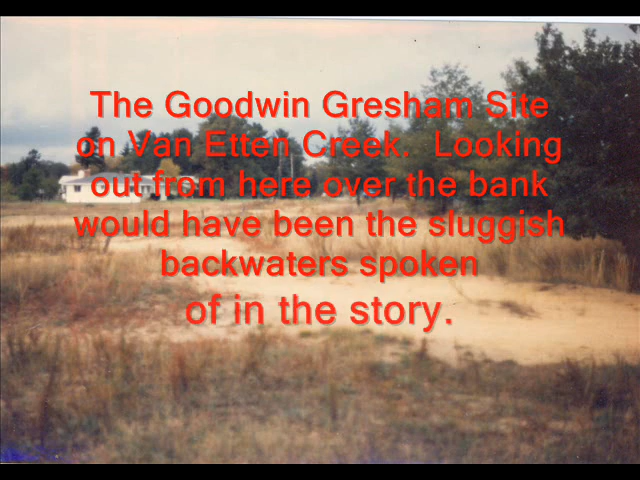 The Goodwin Gresham Site
on Van Etten Creek. Looking
out from here over the bank
would have been the sluggish
backwaters spoken
of in the story.